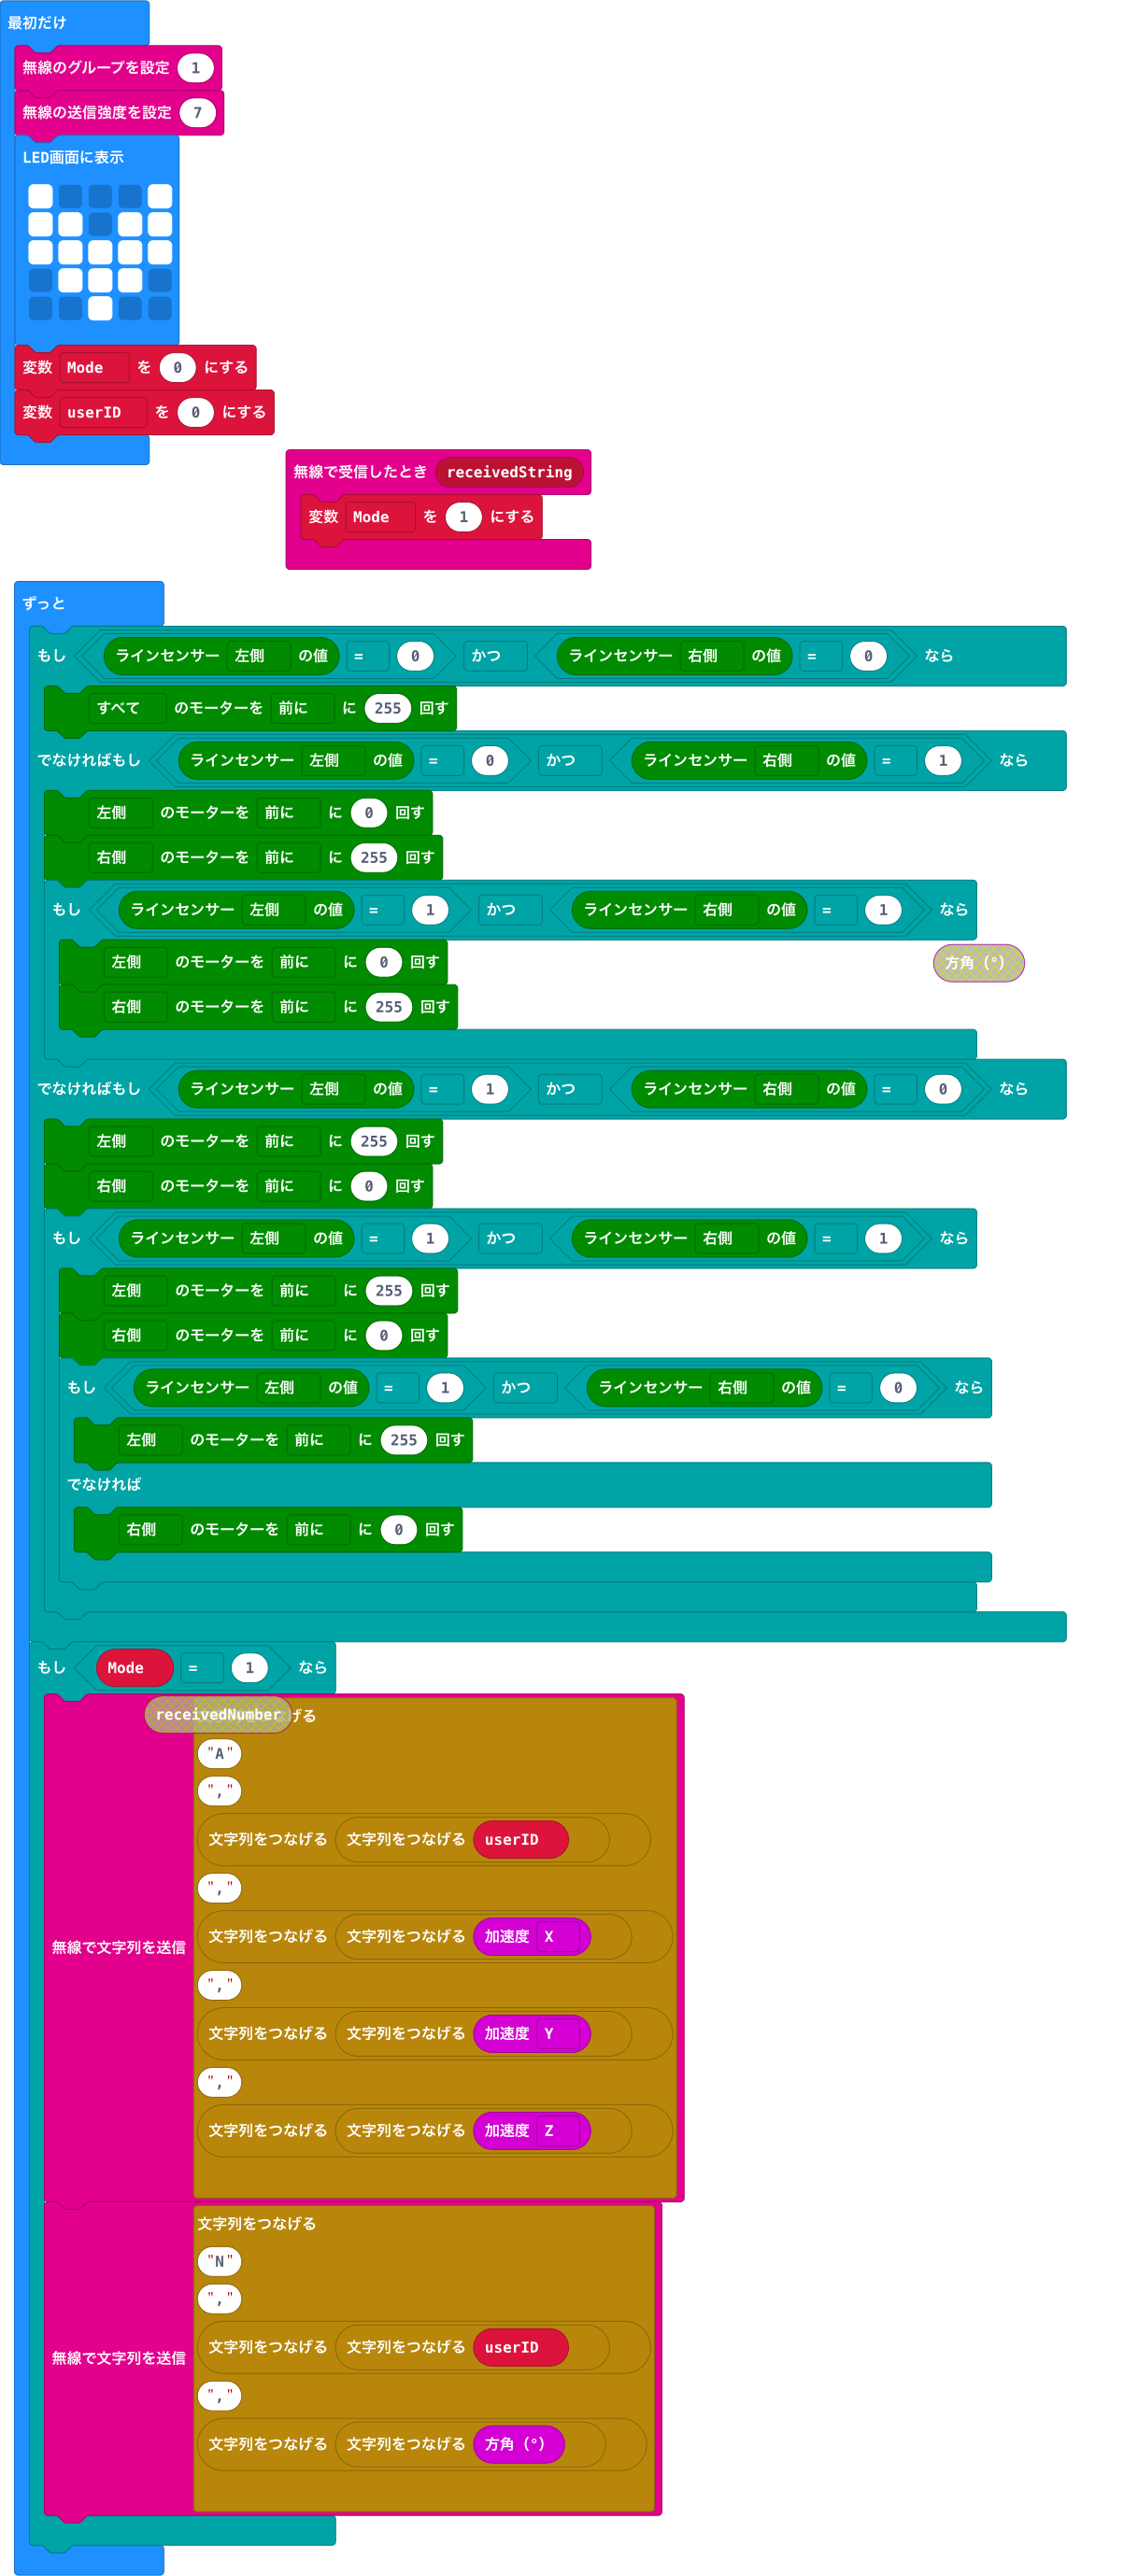 最初だけ
無線のグループを設定 1
無線の送信強度を設定 7
LED画面に表示
変数 Mode を 0 にする
変数 userID を 0 にする
無線で受信したとき receivedString
変数 Mode を 1 にする
ずっと
もし ラインセンサー 左側 の値 = 0 かつ ラインセンサー 右側 の値 = 0 なら
すべて のモーターを 前に に 255 回す
でなければもし ラインセンサー 左側 の値 = 0 かつ ラインセンサー 右側 の値 = 1 なら
左側 のモーターを 前に に 0 回す
右側 のモーターを 前に に 255 回す
もし ラインセンサー 左側 の値 = 1 かつ ラインセンサー 右側 の値 = 1 なら
左側 のモーターを 前に に 0 回す
方角 (°)
右側 のモーターを 前に に 255 回す
でなければもし ラインセンサー 左側 の値 = 1 かつ ラインセンサー 右側 の値 = 0 なら
左側 のモーターを 前に に 255 回す
右側 のモーターを 前に に 0 回す
もし ラインセンサー 左側 の値 = 1 かつ ラインセンサー 右側 の値 = 1 なら
左側 のモーターを 前に に 255 回す
右側 のモーターを 前に に 0 回す
もし ラインセンサー 左側 の値 = 1 かつ ラインセンサー 右側 の値 = 0 なら
左側 のモーターを 前に に 255 回す
でなければ
右側 のモーターを 前に に 0 回す
もし Mode = 1 なら
receivedNumber げる
"A"
","
文字列をつなげる 文字列をつなげる userID
","
文字列をつなげる 文字列をつなげる 加速度 X
無線で文字列を送信
","
文字列をつなげる 文字列をつなげる 加速度 Y
","
文字列をつなげる 文字列をつなげる 加速度 Z
文字列をつなげる
"N"
","
文字列をつなげる 文字列をつなげる userID
無線で文字列を送信
","
文字列をつなげる 文字列をつなげる 方角 (°)